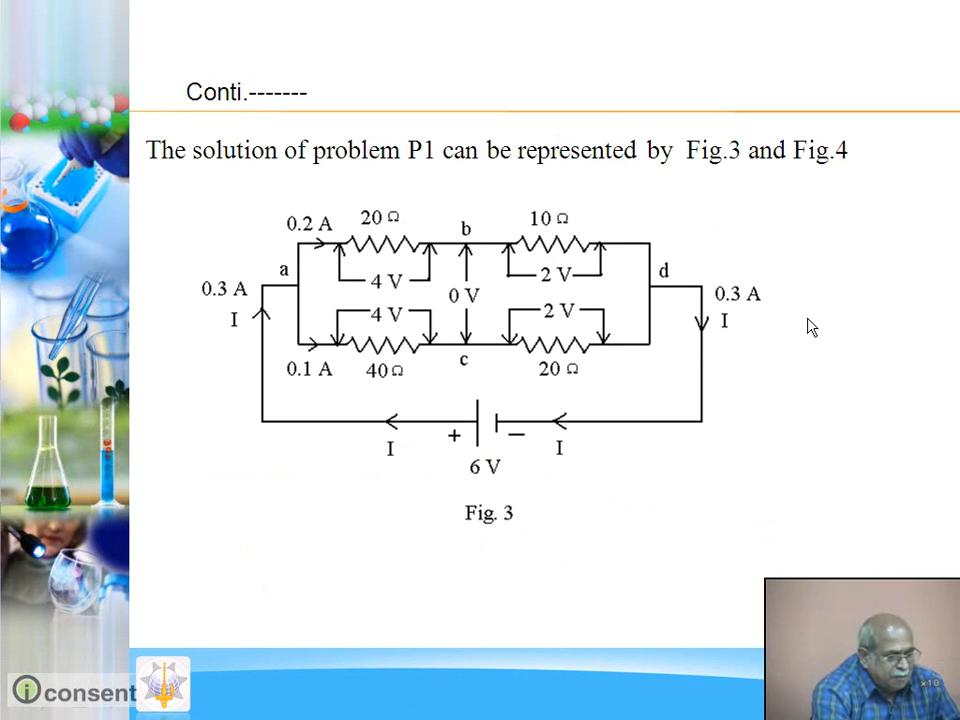 Conti.-------
The solution of problem P1 can be represented by Fig.3 and Fig.4
0.2 A 20 Ω b 10 Ω
a 4 V 2 V d
0.3 A 0 V 0.3 A
I 4 V 2 V I
0.1 A 40 Ω c 20 Ω
I + − I
6 V
Fig. 3
i consent
x10